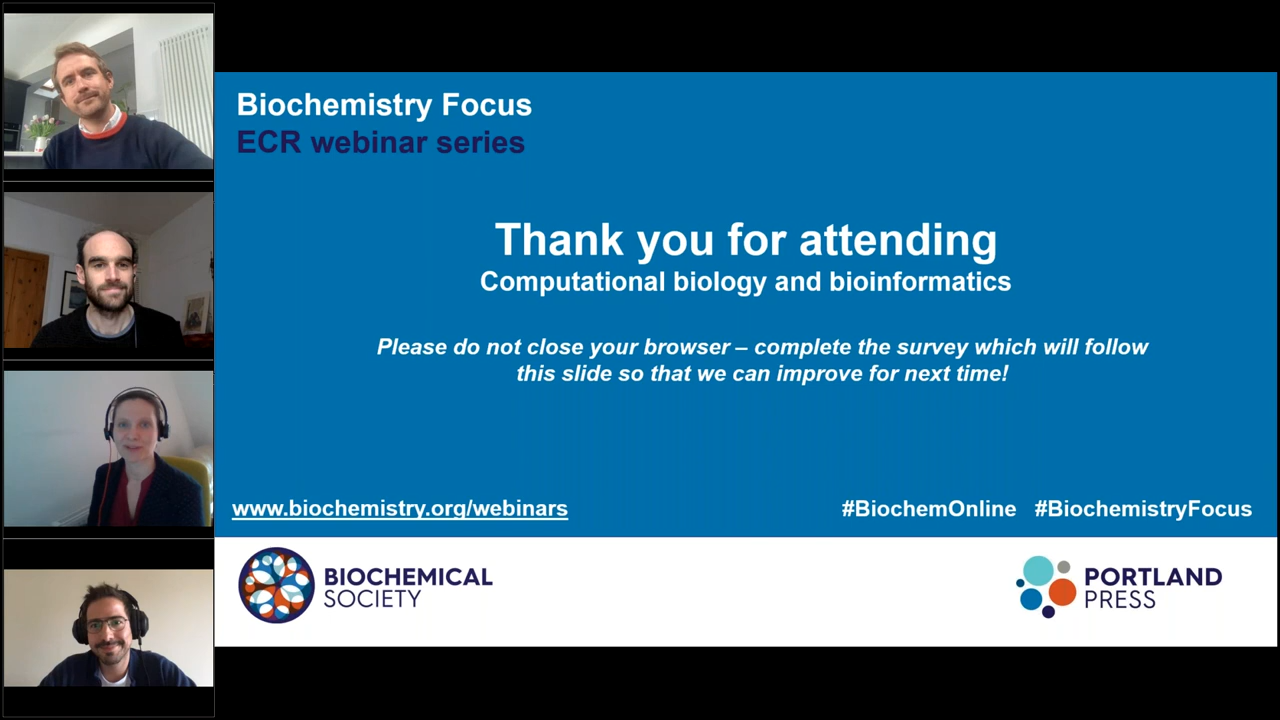 Biochemistry Focus
ECR webinar series
Thank you for attending
Computational biology and bioinformatics
Please do not close your browser – complete the survey which will follow
this slide so that we can improve for next time!
www.biochemistry.org/webinars
#BiochemOnline #BiochemistryFocus
BIOCHEMICAL
SOCIETY
PORTLAND
PRESS